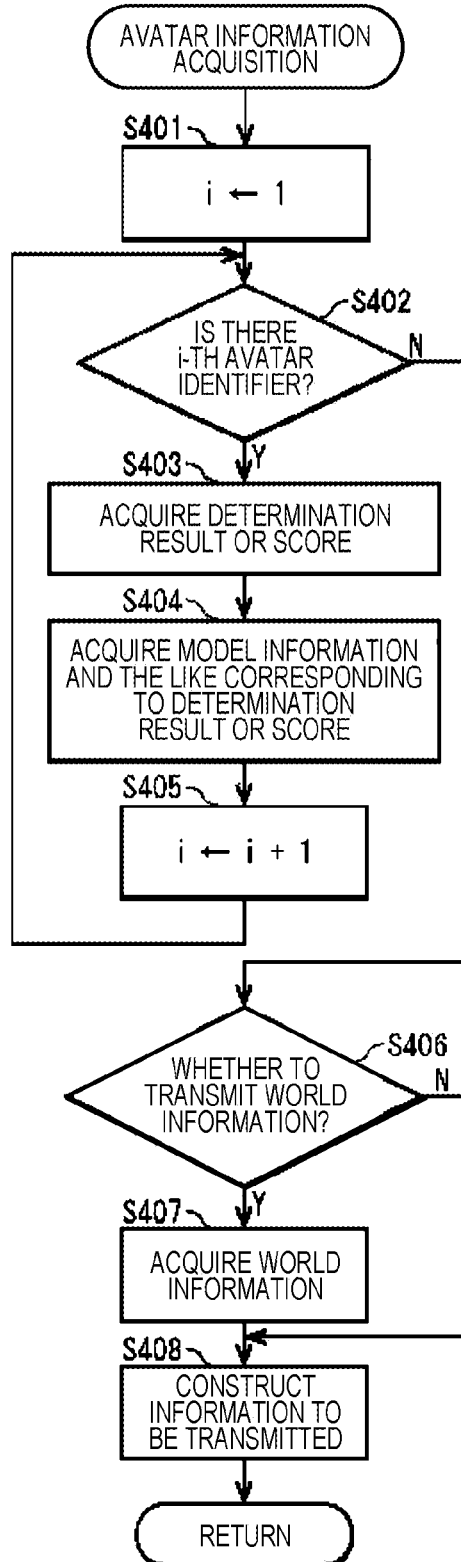 AVATAR INFORMATION
ACQUISITION
S401
i ← 1
S402
IS THERE
i-TH AVATAR
IDENTIFIER?
N
Y
S403
ACQUIRE DETERMINATION
RESULT OR SCORE
S404
ACQUIRE MODEL INFORMATION
AND THE LIKE CORRESPONDING
TO DETERMINATION
RESULT OR SCORE
S405
i ← i + 1
S406
WHETHER TO
TRANSMIT WORLD
INFORMATION?
N
Y
S407
ACQUIRE WORLD
INFORMATION
S408
CONSTRUCT
INFORMATION TO
BE TRANSMITTED
RETURN